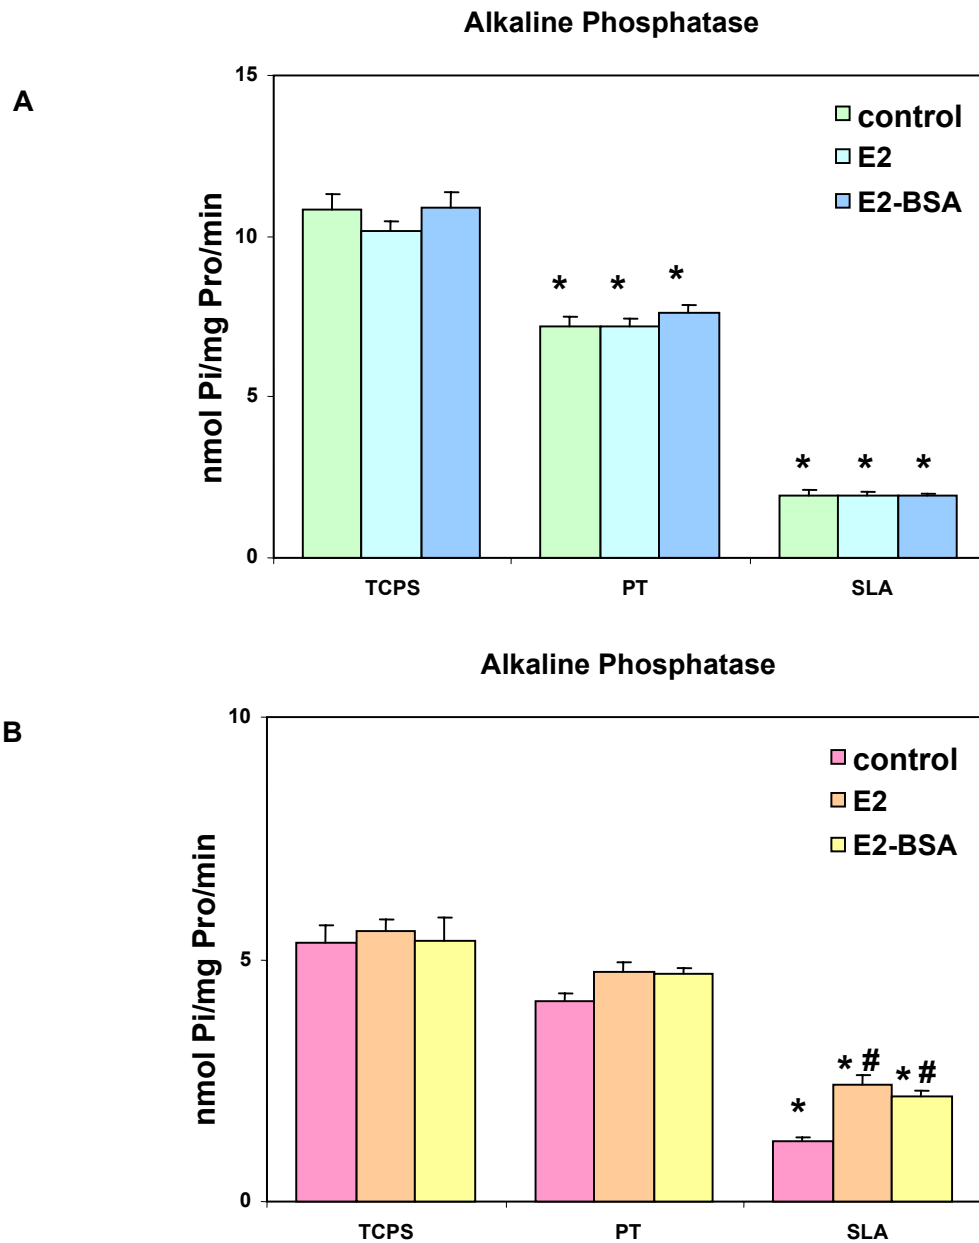 Alkaline Phosphatase
A
15
10
5
0
nmol Pi/mg Pro/min
control
E2
E2-BSA
* * *
* * *
TCPS PT SLA
Alkaline Phosphatase
B
10
5
0
nmol Pi/mg Pro/min
control
E2
E2-BSA
* *# *#
TCPS PT SLA